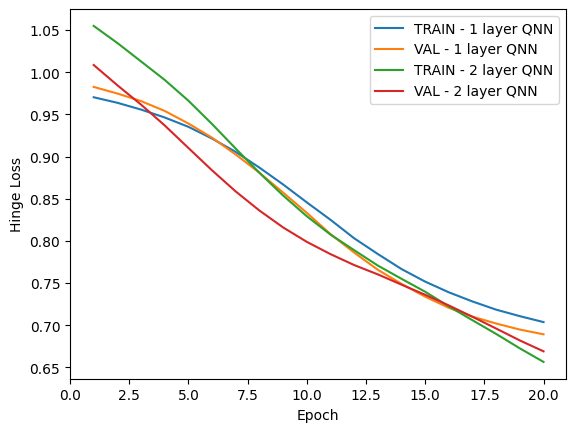 Hinge Loss
1.05
1.00
0.95
0.90
0.85
0.80
0.75
0.70
0.65
TRAIN - 1 layer QNN
VAL - 1 layer QNN
TRAIN - 2 layer QNN
VAL - 2 layer QNN
0.0 2.5 5.0 7.5 10.0 12.5 15.0 17.5 20.0
Epoch